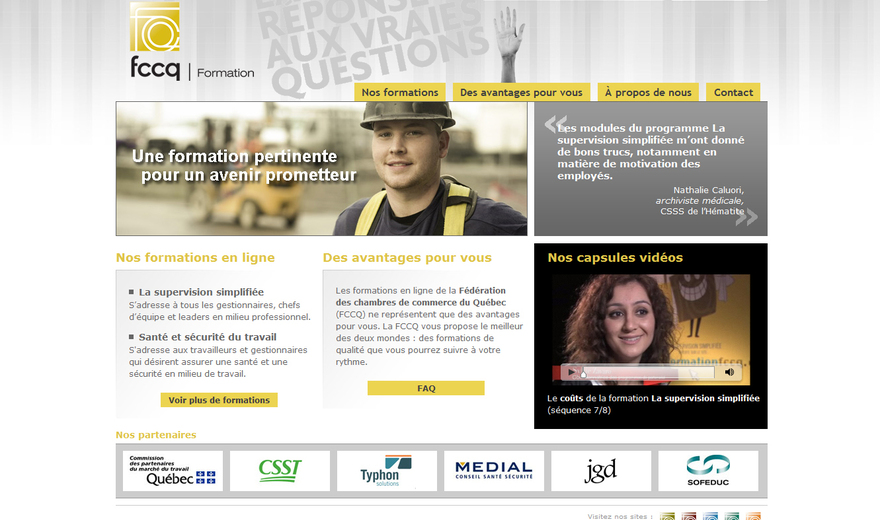 RÉPONSES
AUX VRAIES
QUESTIONS
fccq | Formation
Nos formations
Des avantages pour vous
À propos de nous
Contact
Une formation pertinente
pour un avenir prometteur
« Les modules du programme La
supervision simplifiée m'ont donné
de bons trucs, notamment en
matière de motivation des
employés.
Nathalie Caluori,
archiviste médicale,
CSSS de l'Hématite »
Nos formations en ligne
La supervision simplifiée
S'adresse à tous les gestionnaires, chefs
d'équipe et leaders en milieu professionnel.
Santé et sécurité du travail
S'adresse aux travailleurs et gestionnaires
qui désirent assurer une santé et une
sécurité en milieu de travail.
Voir plus de formations
Des avantages pour vous
Les formations en ligne de la Fédération
des chambres de commerce du Québec
(FCCQ) ne représentent que des avantages
pour vous. La FCCQ vous propose le meilleur
des deux mondes : des formations de
qualité que vous pourrez suivre à votre
rythme.
FAQ
Nos capsules vidéos
Le coûts de la formation La supervision simplifiée
(séquence 7/8)
Nos partenaires
Commission
des partenaires
du marché du travail
Québec
CSST
Typhon
solutions
MEDIAL
CONSEIL SANTÉ SÉCURITÉ
jgd
SOFEDUC
Visitez nos sites :